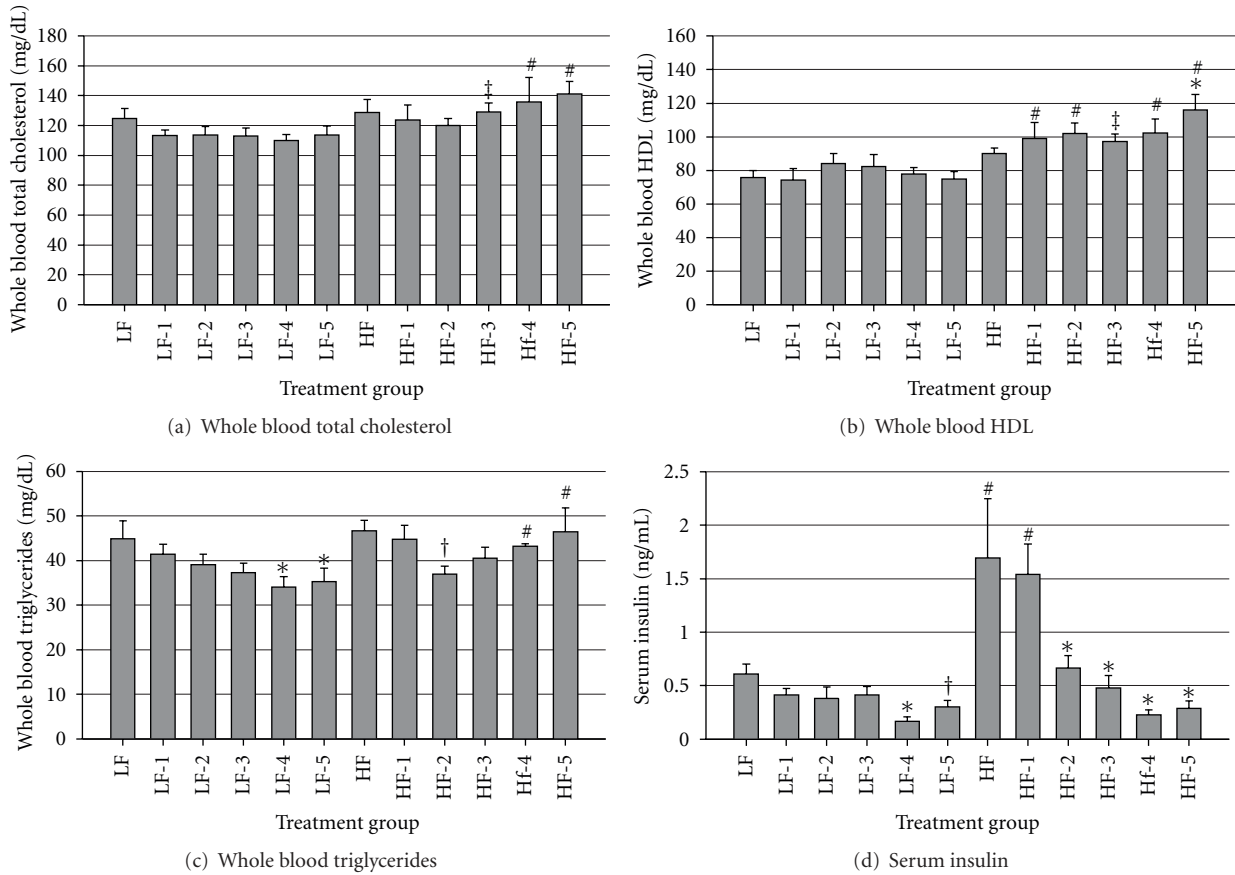 Whole blood total cholesterol (mg/dL)
180
160
140
120
100
80
60
40
20
0
‡
#
#
LF
LF-1
LF-2
LF-3
LF-4
LF-5
HF
HF-1
HF-2
HF-3
Hf-4
HF-5
Treatment group
(a) Whole blood total cholesterol
Whole blood HDL (mg/dL)
160
140
120
100
80
60
40
20
0
#
#
‡
#
#
*
LF
LF-1
LF-2
LF-3
LF-4
LF-5
HF
HF-1
HF-2
HF-3
Hf-4
HF-5
Treatment group
(b) Whole blood HDL
Whole blood triglycerides (mg/dL)
60
50
40
30
20
10
0
*
*
†
#
#
LF
LF-1
LF-2
LF-3
LF-4
LF-5
HF
HF-1
HF-2
HF-3
Hf-4
HF-5
Treatment group
(c) Whole blood triglycerides
Serum insulin (ng/mL)
2.5
2
1.5
1
0.5
0
*
†
#
#
*
*
*
*
LF
LF-1
LF-2
LF-3
LF-4
LF-5
HF
HF-1
HF-2
HF-3
Hf-4
HF-5
Treatment group
(d) Serum insulin